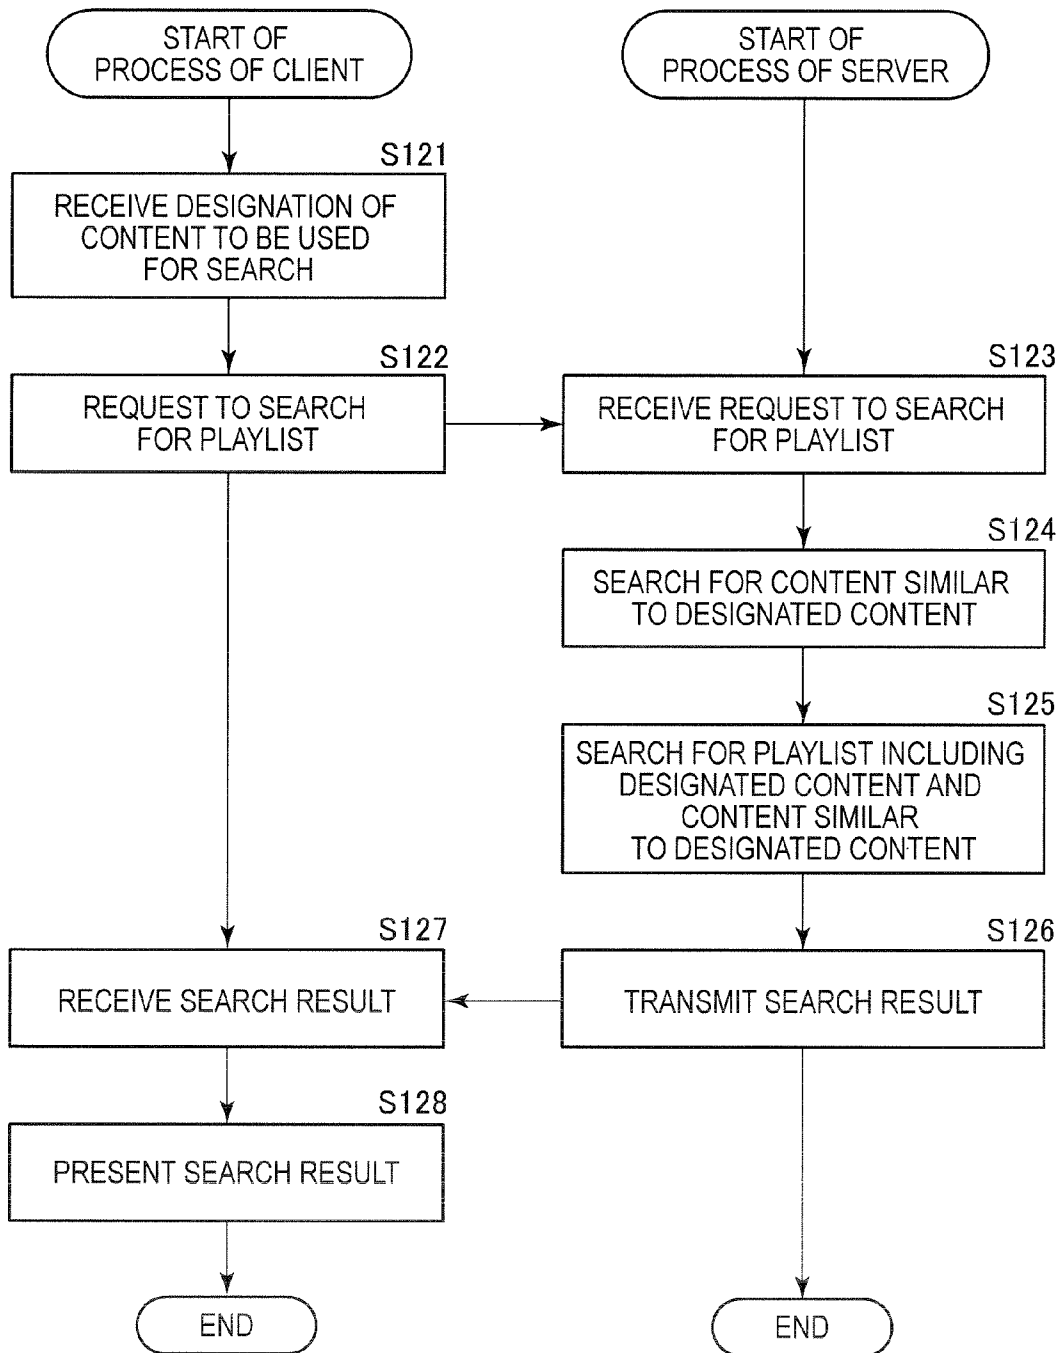 START OF
PROCESS OF CLIENT
START OF
PROCESS OF SERVER
S121
RECEIVE DESIGNATION OF
CONTENT TO BE USED
FOR SEARCH
S122
REQUEST TO SEARCH
FOR PLAYLIST
S123
RECEIVE REQUEST TO SEARCH
FOR PLAYLIST
S124
SEARCH FOR CONTENT SIMILAR
TO DESIGNATED CONTENT
S125
SEARCH FOR PLAYLIST INCLUDING
DESIGNATED CONTENT AND
CONTENT SIMILAR
TO DESIGNATED CONTENT
S126
TRANSMIT SEARCH RESULT
S127
RECEIVE SEARCH RESULT
S128
PRESENT SEARCH RESULT
END
END